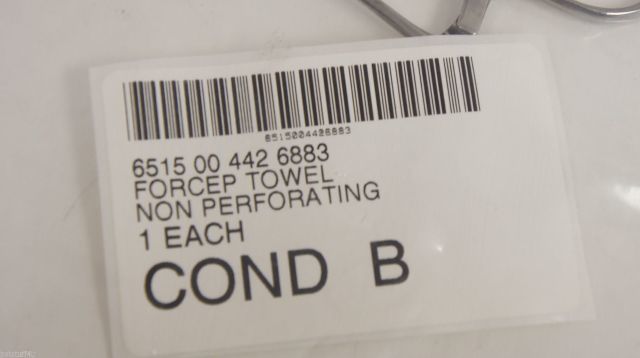 6515004426883
6515 00 442 6883
FORCEP TOWEL
NON PERFORATING
1 EACH
COND B